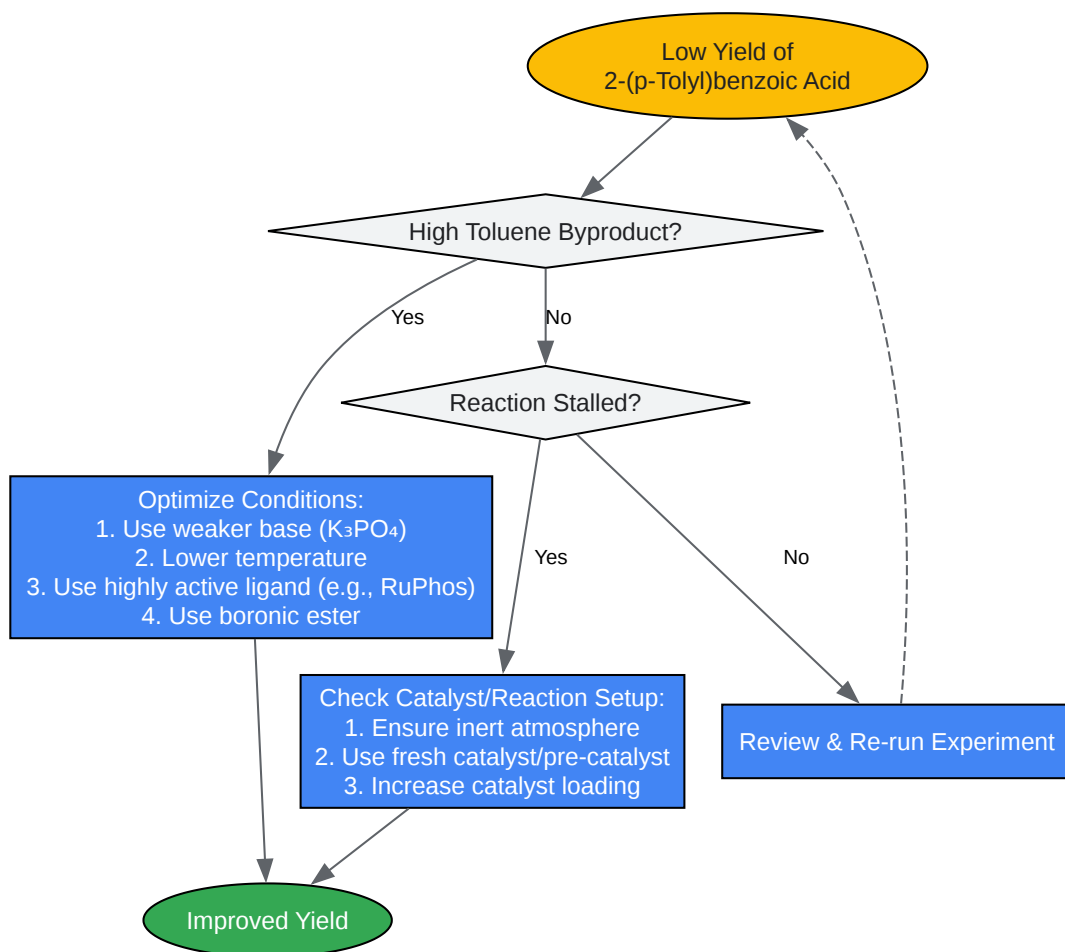 Low Yield of
2-(p-Tolyl)benzoic Acid
High Toluene Byproduct?
Yes
No
Reaction Stalled?
Optimize Conditions:
1. Use weaker base (K₃PO₄)
2. Lower temperature
3. Use highly active ligand (e.g., RuPhos)
4. Use boronic ester
Yes
No
Check Catalyst/Reaction Setup:
1. Ensure inert atmosphere
2. Use fresh catalyst/pre-catalyst
3. Increase catalyst loading
Review & Re-run Experiment
Improved Yield